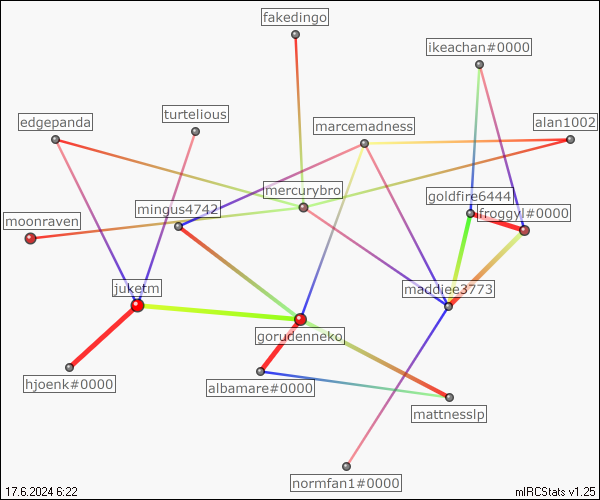 fakedingo
ikeachan#0000
turtelious
edgepanda
marcemadness
alan1002
mercurybro
goldfire6444
mingus4742
froggyl#0000
moonraven
juketm
maddiee3773
gorudenneko
hjoenk#0000
albamare#0000
mattnesslp
normfan1#0000
17.6.2024 6:22
mIRCStats v1.25